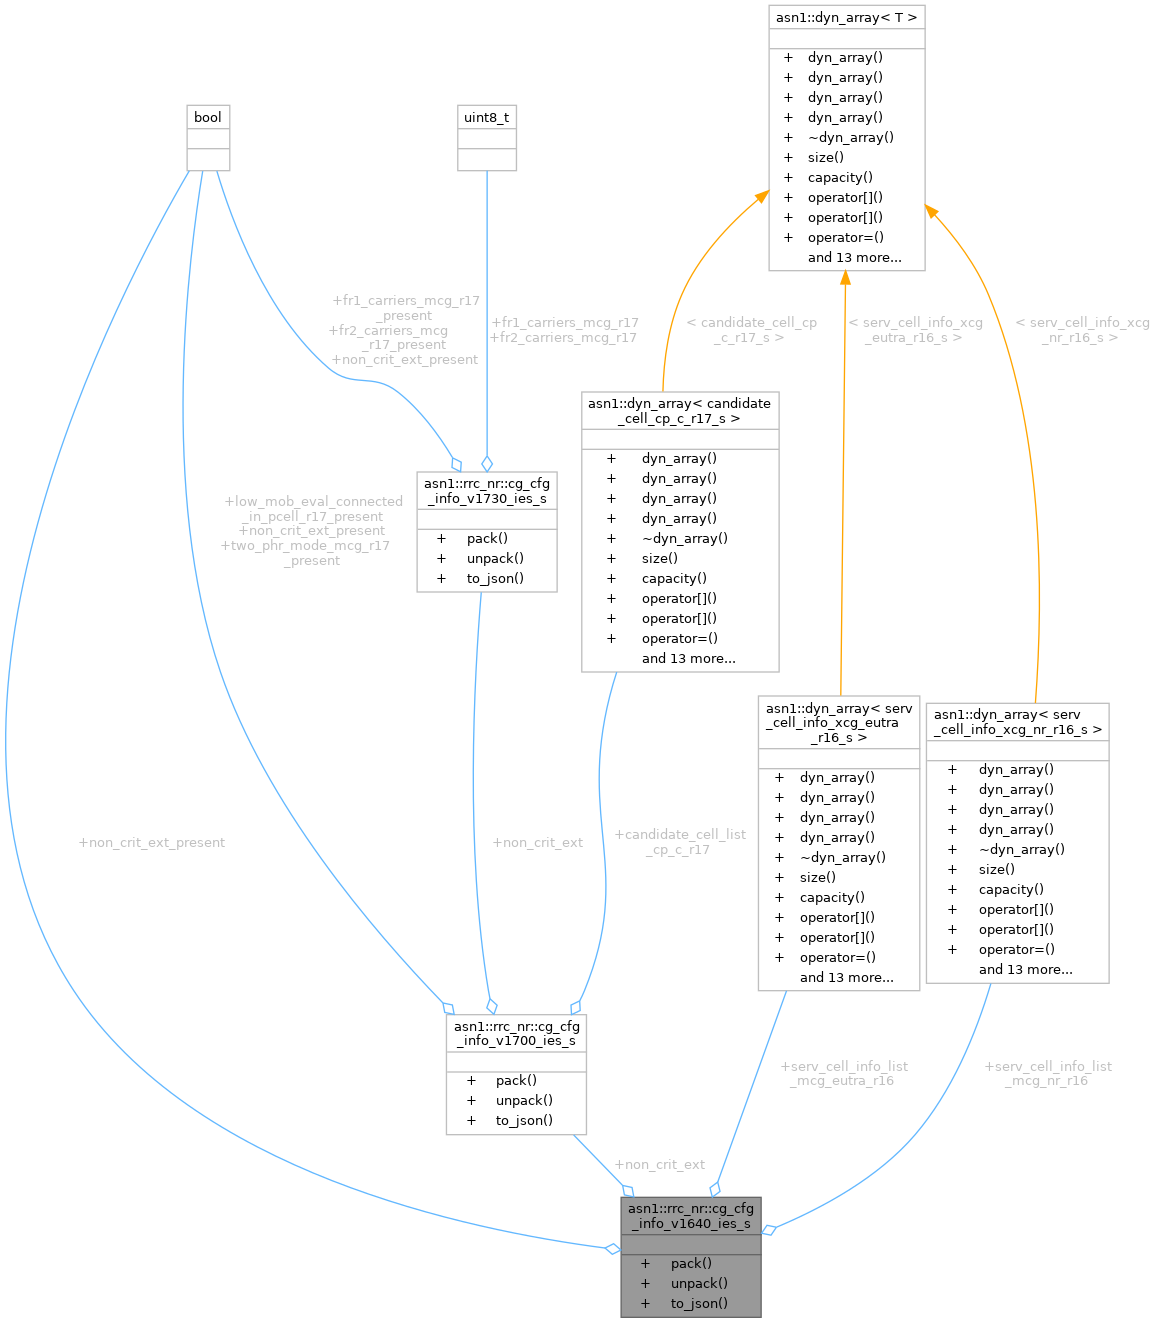 asn1::dyn_array< T >
+ dyn_array()
+ dyn_array()
+ dyn_array()
+ dyn_array()
+ ~dyn_array()
+ size()
+ capacity()
+ operator[]()
+ operator[]()
+ operator=()
and 13 more...
bool
uint8_t
+fr1_carriers_mcg_r17
_present
+fr2_carriers_mcg
_r17_present
+non_crit_ext_present
+fr1_carriers_mcg_r17
+fr2_carriers_mcg_r17
< candidate_cell_cp
_c_r17_s >
< serv_cell_info_xcg
_eutra_r16_s >
< serv_cell_info_xcg
_nr_r16_s >
asn1::dyn_array< candidate
_cell_cp_c_r17_s >
+ dyn_array()
+ dyn_array()
+ dyn_array()
+ dyn_array()
+ ~dyn_array()
+ size()
+ capacity()
+ operator[]()
+ operator[]()
+ operator=()
and 13 more...
asn1::rrc_nr::cg_cfg
_info_v1730_ies_s
+ pack()
+ unpack()
+ to_json()
+low_mob_eval_connected
_in_pcell_r17_present
+non_crit_ext_present
+two_phr_mode_mcg_r17
_present
asn1::dyn_array< serv
_cell_info_xcg_eutra
_r16_s >
+ dyn_array()
+ dyn_array()
+ dyn_array()
+ dyn_array()
+ ~dyn_array()
+ size()
+ capacity()
+ operator[]()
+ operator[]()
+ operator=()
and 13 more...
asn1::dyn_array< serv
_cell_info_xcg_nr_r16_s >
+ dyn_array()
+ dyn_array()
+ dyn_array()
+ dyn_array()
+ ~dyn_array()
+ size()
+ capacity()
+ operator[]()
+ operator[]()
+ operator=()
and 13 more...
+non_crit_ext_present
+non_crit_ext
+candidate_cell_list
_cp_c_r17
asn1::rrc_nr::cg_cfg
_info_v1700_ies_s
+ pack()
+ unpack()
+ to_json()
+serv_cell_info_list
_mcg_eutra_r16
+serv_cell_info_list
_mcg_nr_r16
+non_crit_ext
asn1::rrc_nr::cg_cfg
_info_v1640_ies_s
+ pack()
+ unpack()
+ to_json()